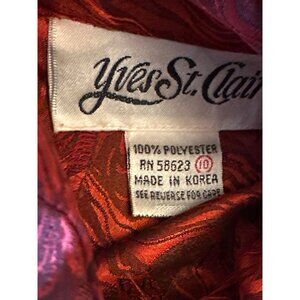 Yves St. Clair
100% POLYESTER
RN 58623 10
MADE IN KOREA
SEE REVERSE FOR CARE